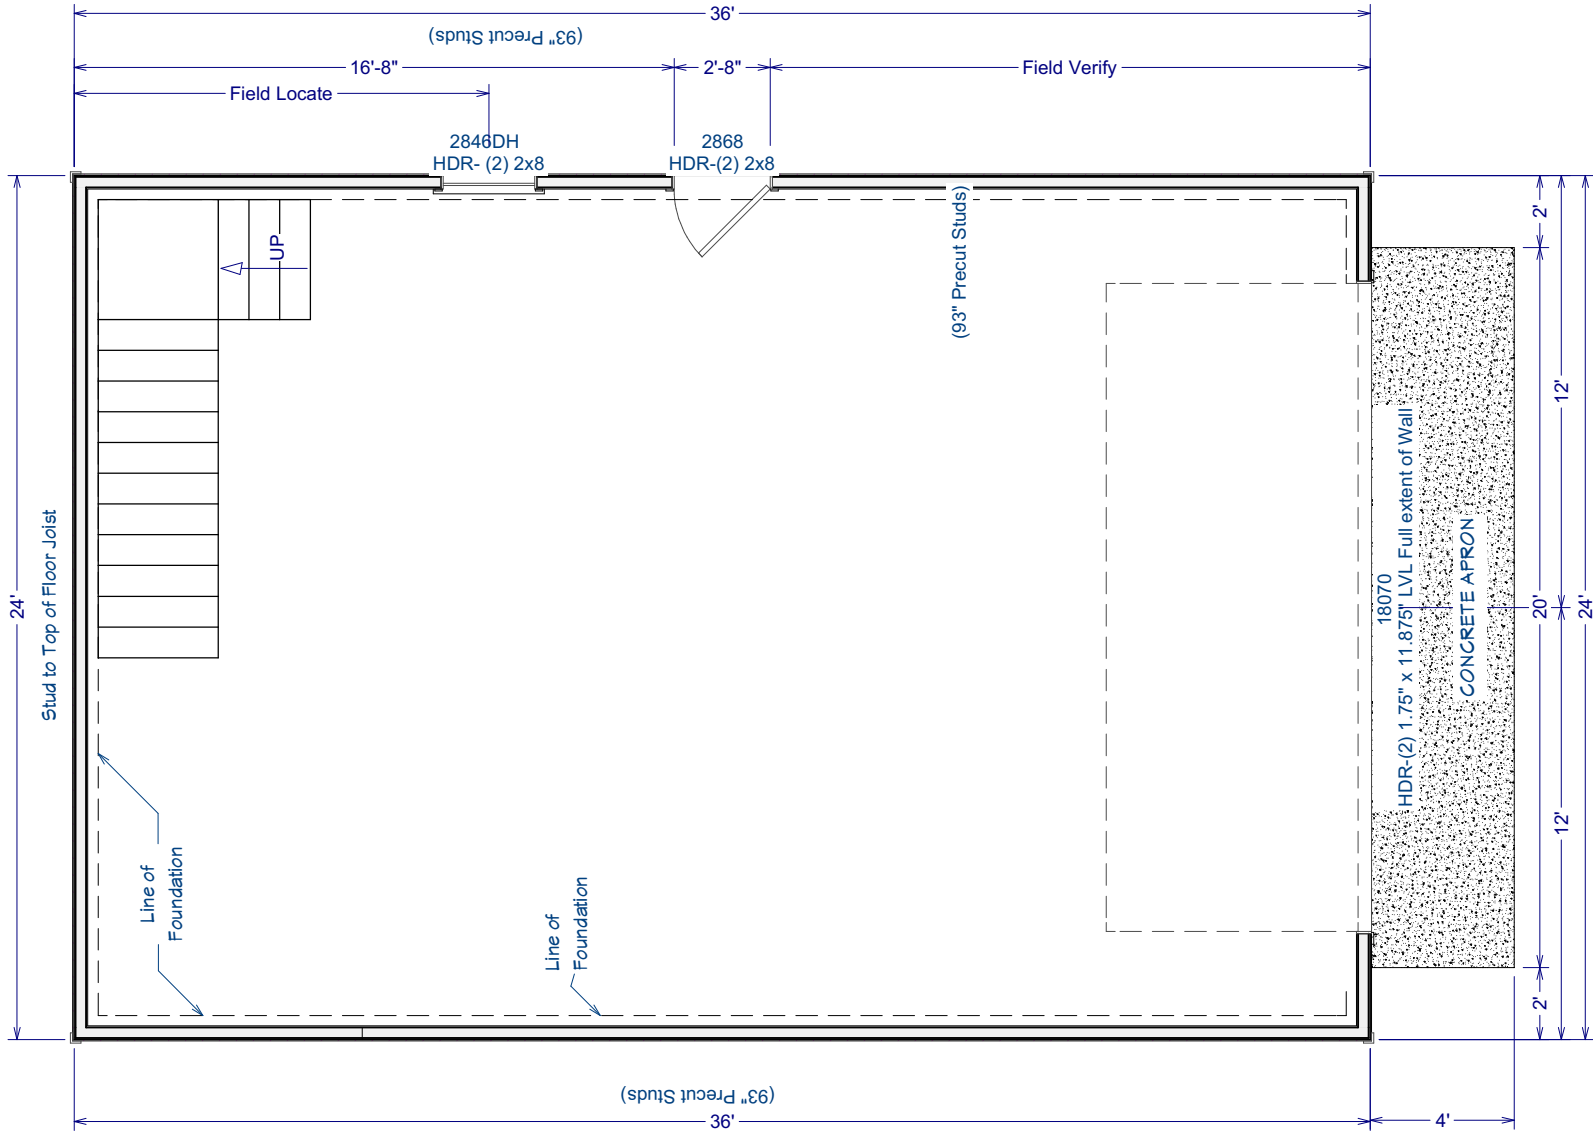 36'
(93" Precut Studs)
16'-8"
2'-8"
Field Verify
Field Locate
2846DH
HDR- (2) 2x8
2868
HDR-(2) 2x8
UP
(93" Precut Studs)
2'
12'
24'
Stud to Top of Floor Joist
18070
HDR-(2) 1.75" x 11.875" LVL Full extent of Wall
CONCRETE APRON
20'
24'
12'
Line of
Foundation
Line of
Foundation
2'
(93" Precut Studs)
36'
4'